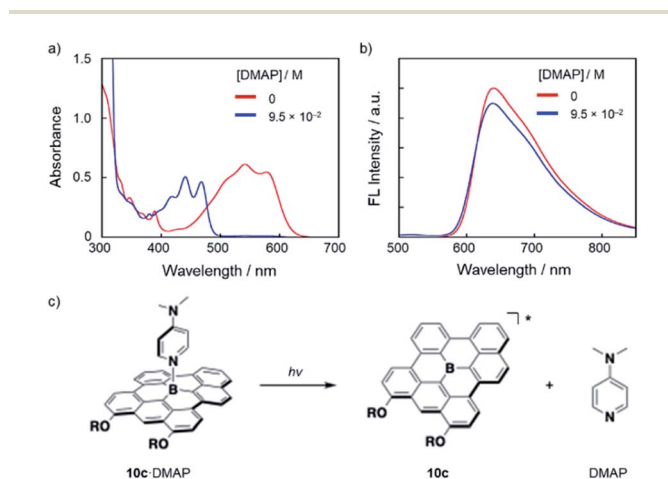 a)
1.5
1.0
0.5
0
Absorbance
[DMAP] / M
0
9.5 × 10⁻²
300 400 500 600 700
Wavelength / nm
b)
FL Intensity / a.u.
[DMAP] / M
0
9.5 × 10⁻²
500 600 700 800
Wavelength / nm
c)
N
N
B
RO
RO
10c·DMAP
hν
B
RO
RO
*
10c
+
N
N
DMAP